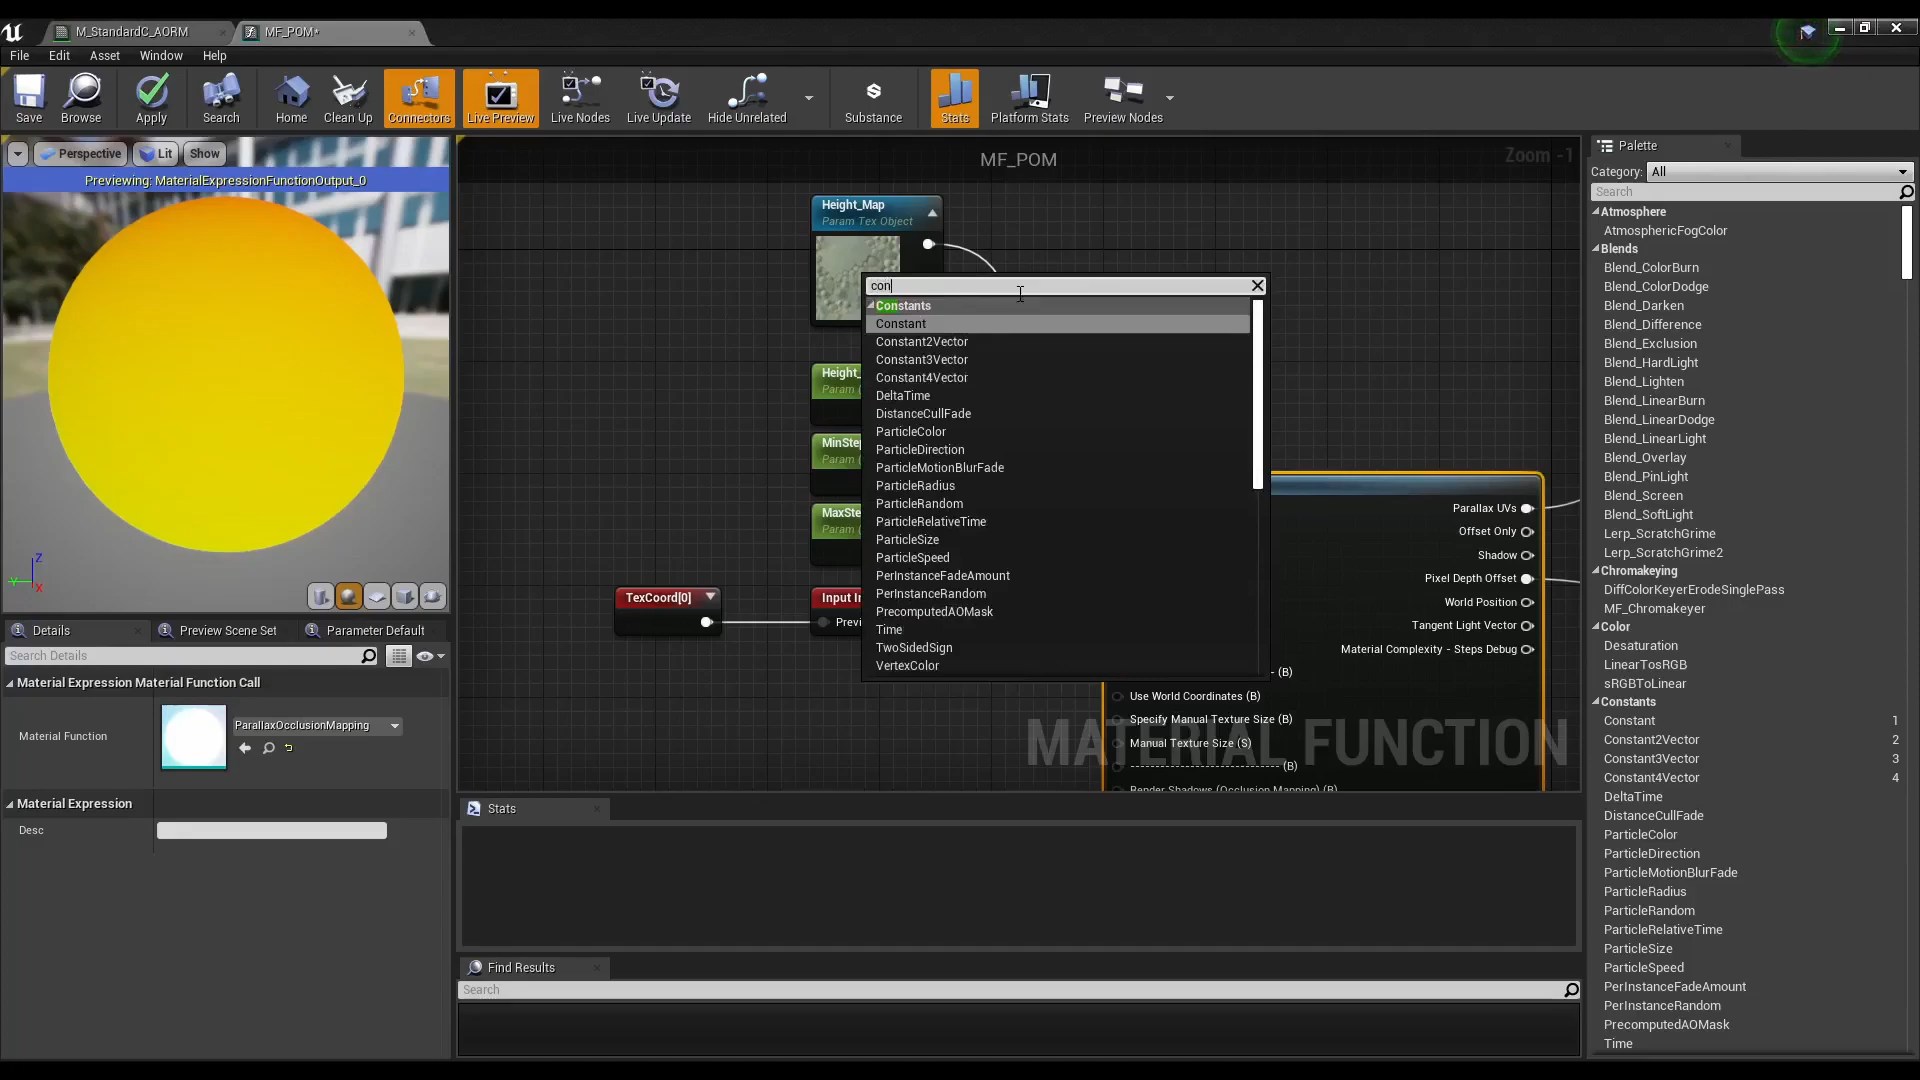 M_StandardC_AORM
MF_POM*
File Edit Asset Window Help
Save Browse Apply Search Home Clean Up Connectors Live Preview Live Nodes Live Update Hide Unrelated Substance Stats Platform Stats Preview Nodes
Perspective Lit Show
Previewing: MaterialExpressionFunctionOutput_0
Z
Y
X
Details Preview Scene Set Parameter Default
Search Details
Material Expression Material Function Call
Material Function
ParallaxOcclusionMapping
Material Expression
Desc
MF_POM
Zoom -1
Height_Map
Param Tex Object
Height_
Param (
MinSte
Param (
MaxSte
Param (
TexCoord[0]
Input In
Previ
con
Constants
Constant
Constant2Vector
Constant3Vector
Constant4Vector
DeltaTime
DistanceCullFade
ParticleColor
ParticleDirection
ParticleMotionBlurFade
ParticleRadius
ParticleRandom
ParticleRelativeTime
ParticleSize
ParticleSpeed
PerInstanceFadeAmount
PerInstanceRandom
PrecomputedAOMask
Time
TwoSidedSign
VertexColor
Parallax UVs
Offset Only
Shadow
Pixel Depth Offset
World Position
Tangent Light Vector
Material Complexity - Steps Debug
- (B)
Use World Coordinates (B)
Specify Manual Texture Size (B)
Manual Texture Size (S)
------------------------------ (B)
Render Shadows (Occlusion Mapping) (B)
MATERIAL FUNCTION
Stats
Find Results
Search
Palette
Category: All
Search
Atmosphere
AtmosphericFogColor
Blends
Blend_ColorBurn
Blend_ColorDodge
Blend_Darken
Blend_Difference
Blend_Exclusion
Blend_HardLight
Blend_Lighten
Blend_LinearBurn
Blend_LinearDodge
Blend_LinearLight
Blend_Overlay
Blend_PinLight
Blend_Screen
Blend_SoftLight
Lerp_ScratchGrime
Lerp_ScratchGrime2
Chromakeying
DiffColorKeyerErodeSinglePass
MF_Chromakeyer
Color
Desaturation
LinearTosRGB
sRGBToLinear
Constants
Constant 1
Constant2Vector 2
Constant3Vector 3
Constant4Vector 4
DeltaTime
DistanceCullFade
ParticleColor
ParticleDirection
ParticleMotionBlurFade
ParticleRadius
ParticleRandom
ParticleRelativeTime
ParticleSize
ParticleSpeed
PerInstanceFadeAmount
PerInstanceRandom
PrecomputedAOMask
Time